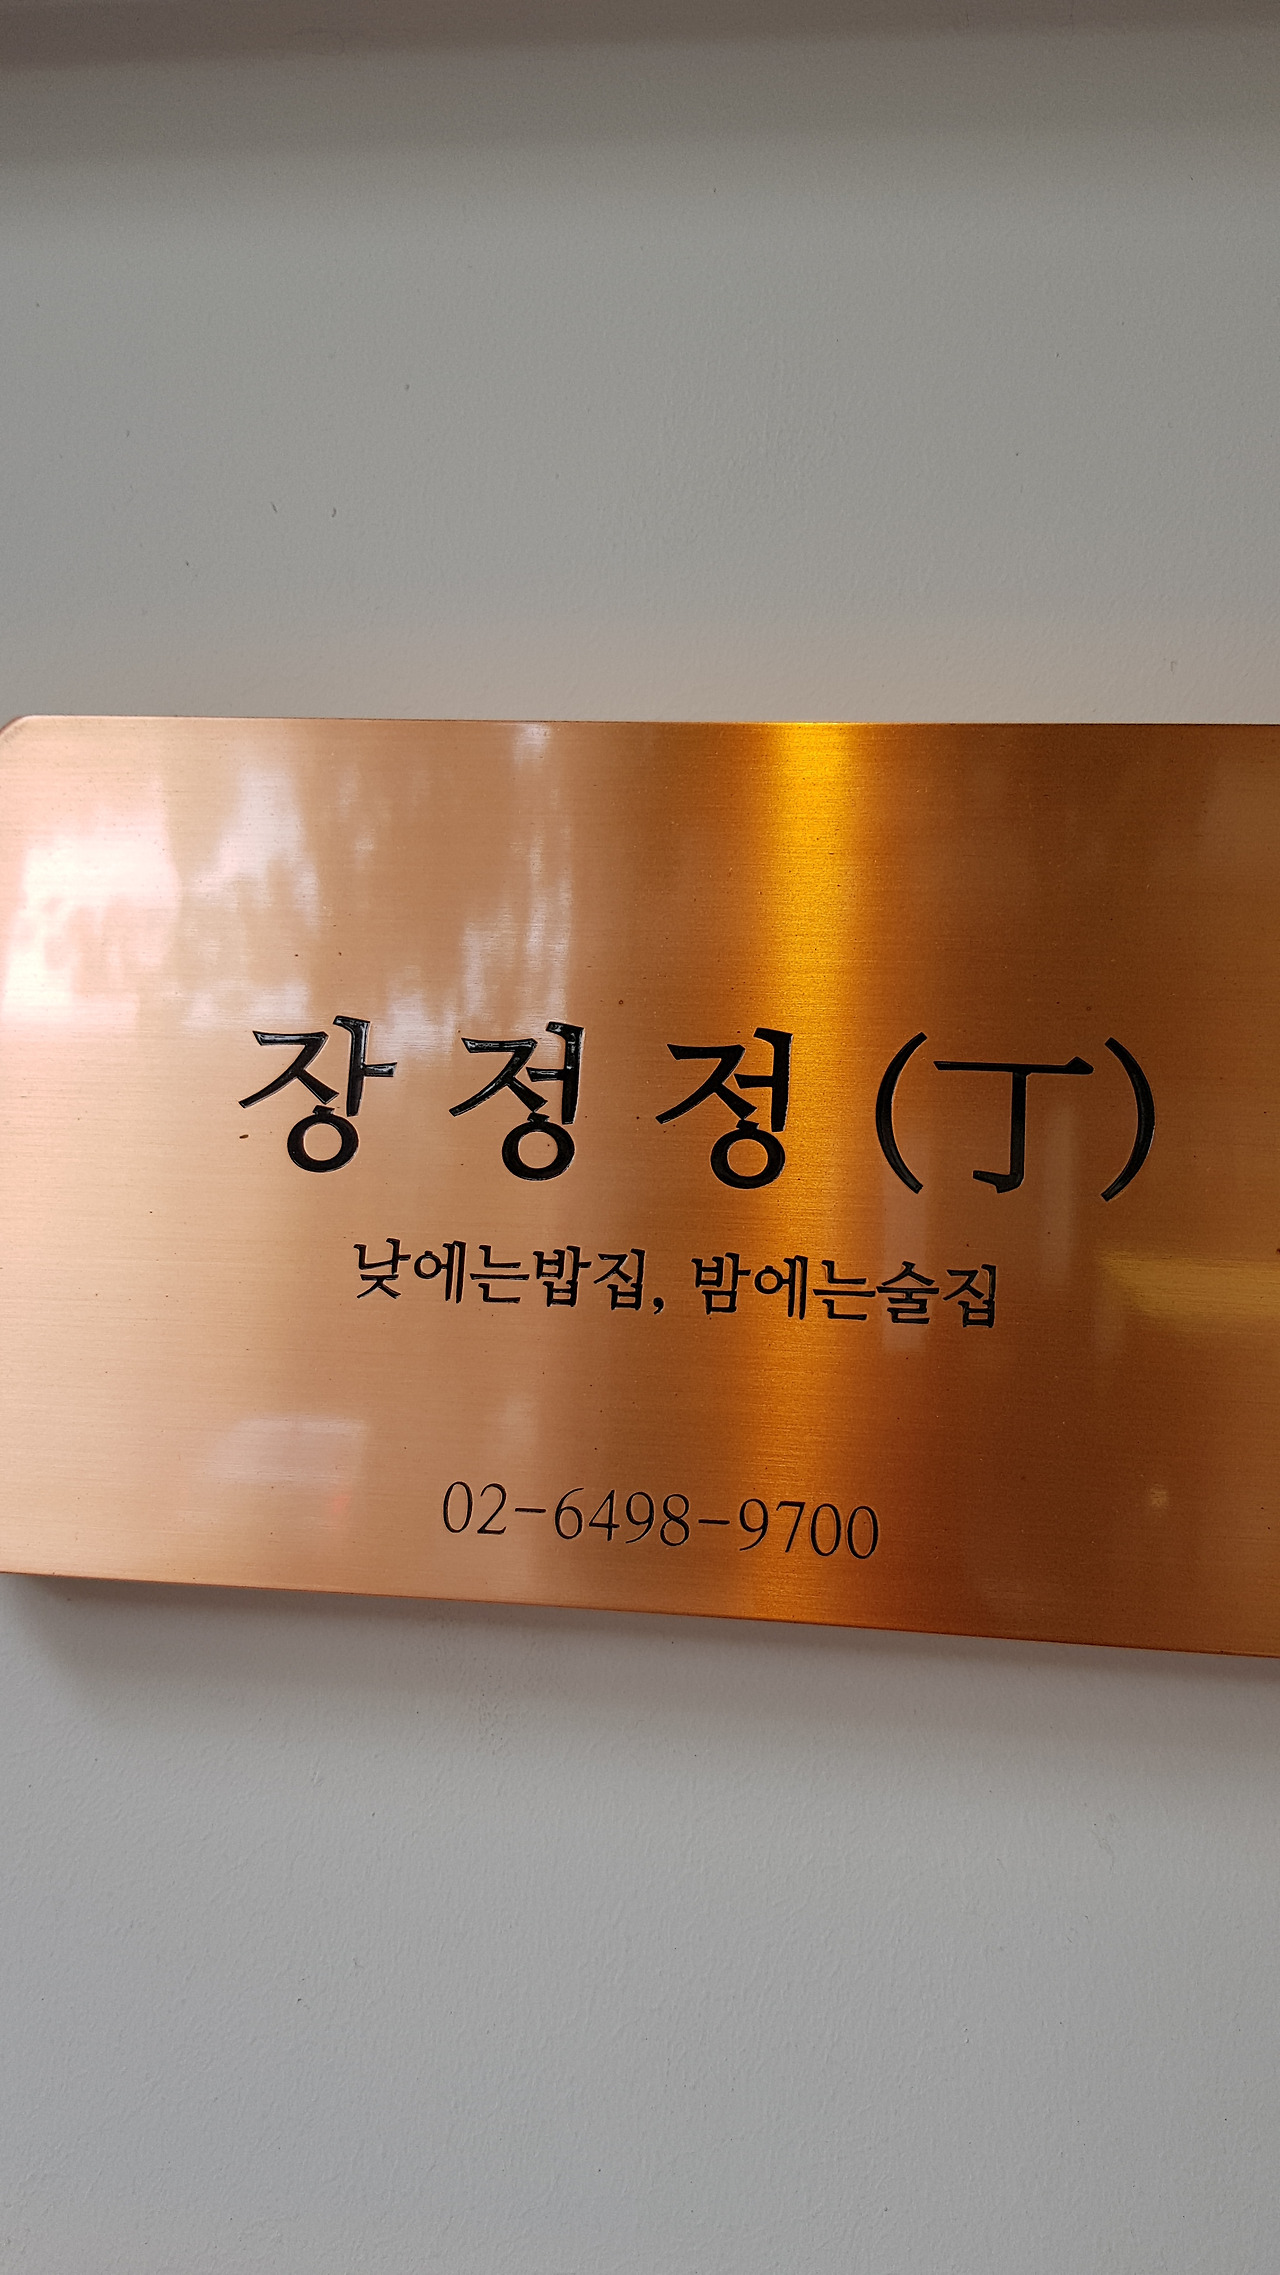 장 정 정 (丁)
낮에는밥집, 밤에는술집
02-6498-9700